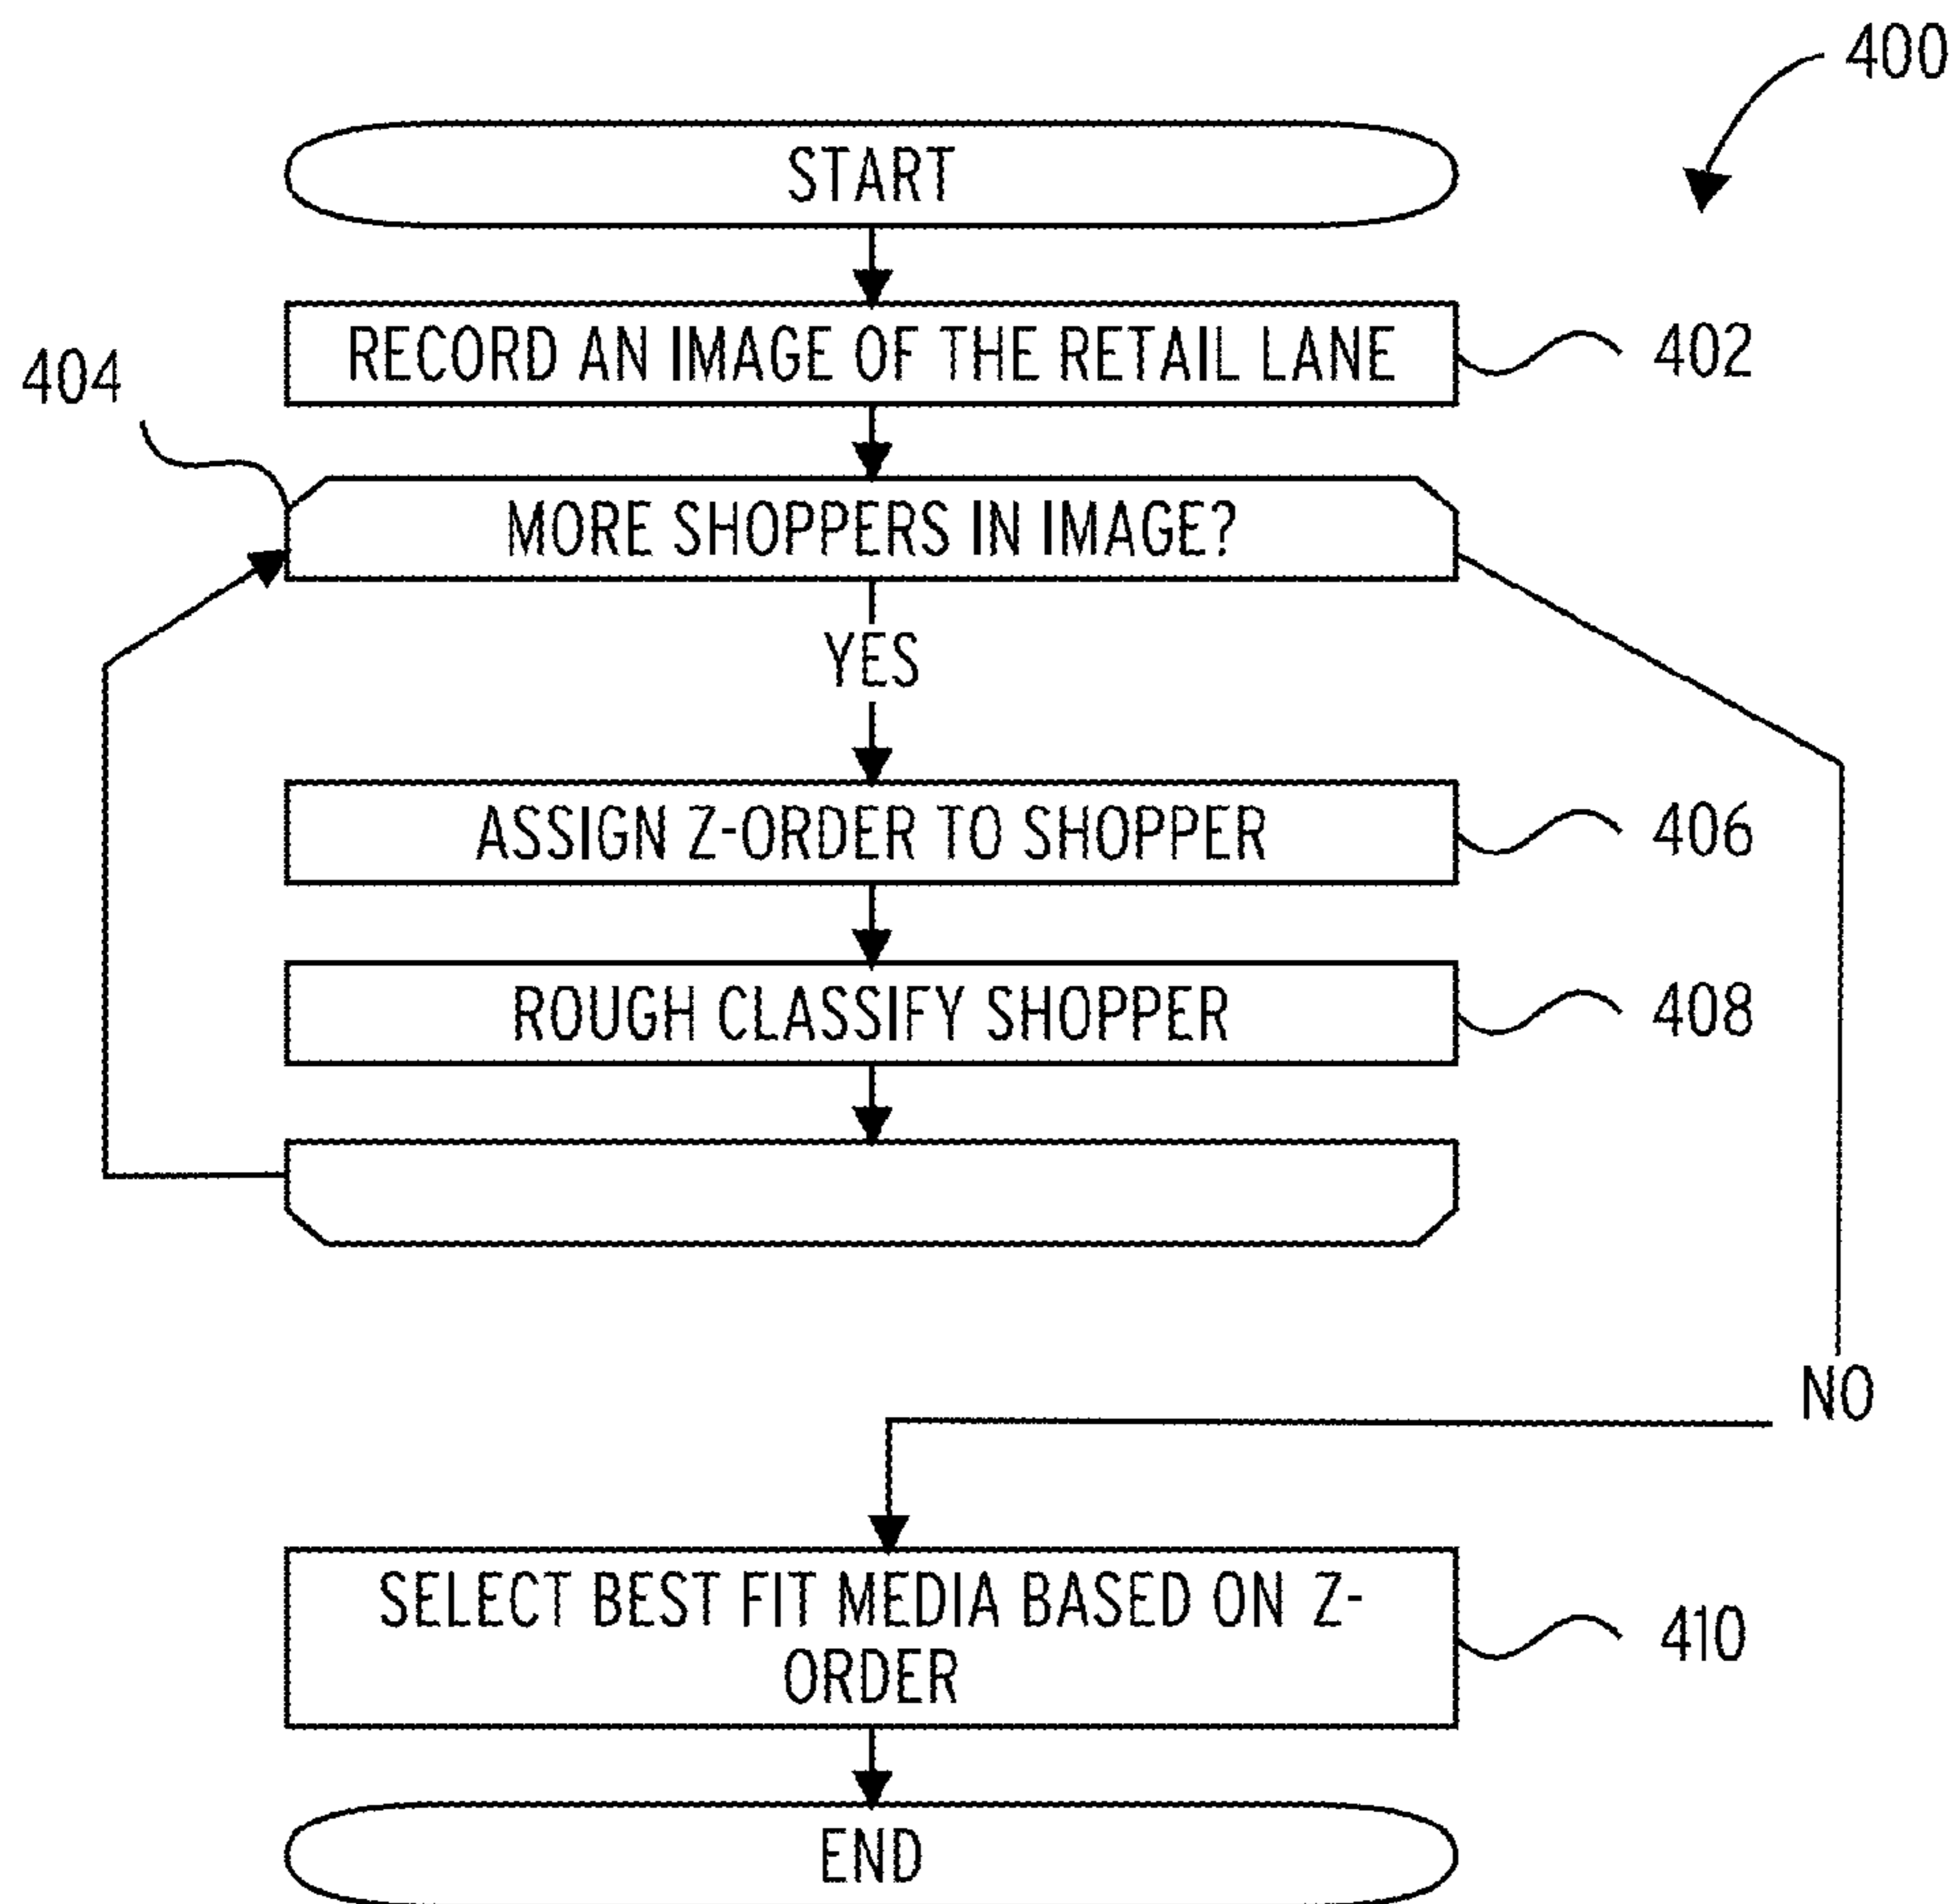 400
START
RECORD AN IMAGE OF THE RETAIL LANE
402
404
MORE SHOPPERS IN IMAGE?
YES
ASSIGN Z-ORDER TO SHOPPER
406
ROUGH CLASSIFY SHOPPER
408
NO
SELECT BEST FIT MEDIA BASED ON Z-
ORDER
410
END